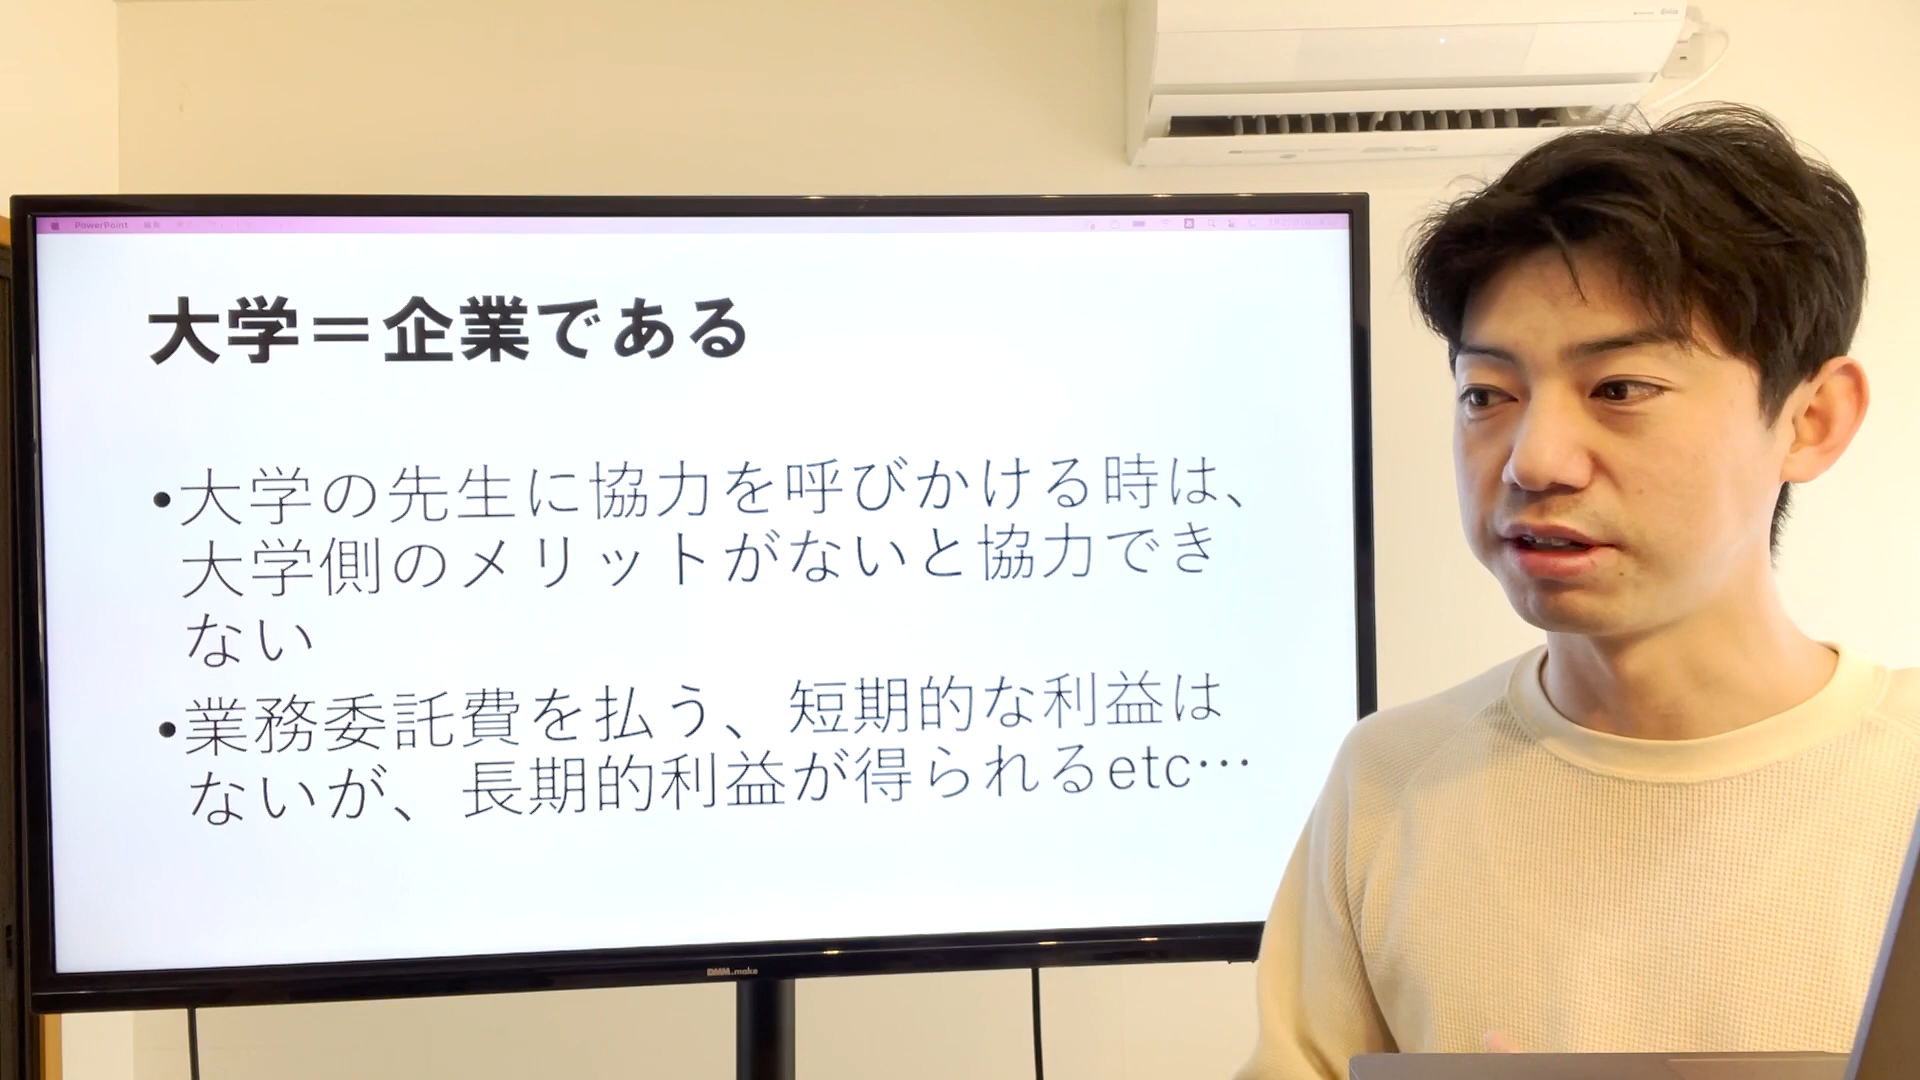 PowerPoint
大学＝企業である
•大学の先生に協力を呼びかける時は、
大学側のメリットがないと協力でき
ない
•業務委託費を払う、短期的な利益は
ないが、長期的利益が得られるetc…
DMM.make